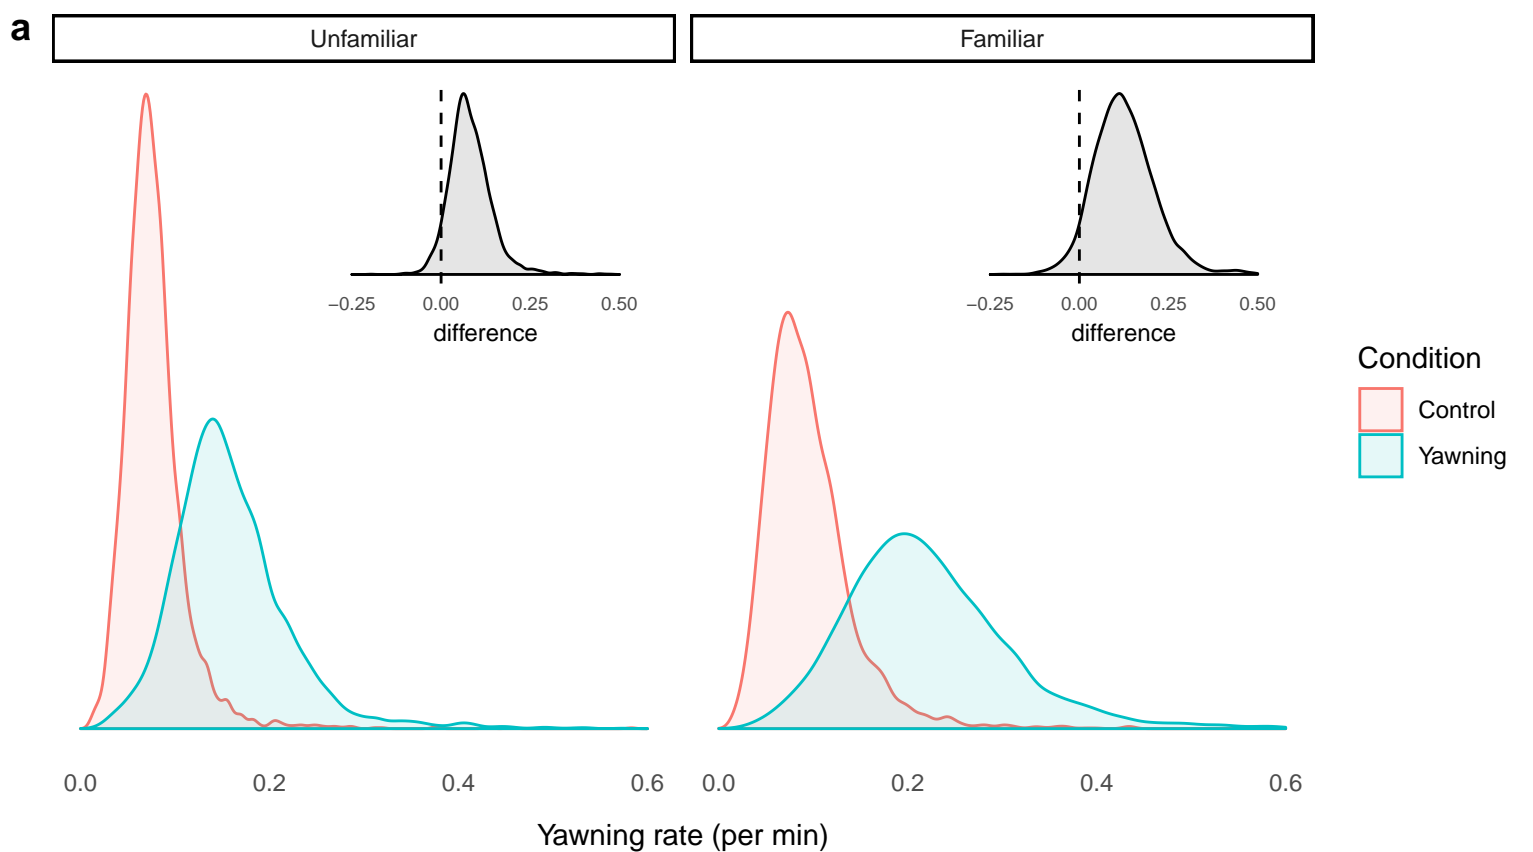 a
Unfamiliar
Familiar
−0.25 0.00 0.25 0.50
difference
−0.25 0.00 0.25 0.50
difference
Condition
Control
Yawning
0.0 0.2 0.4 0.6
0.0 0.2 0.4 0.6
Yawning rate (per min)